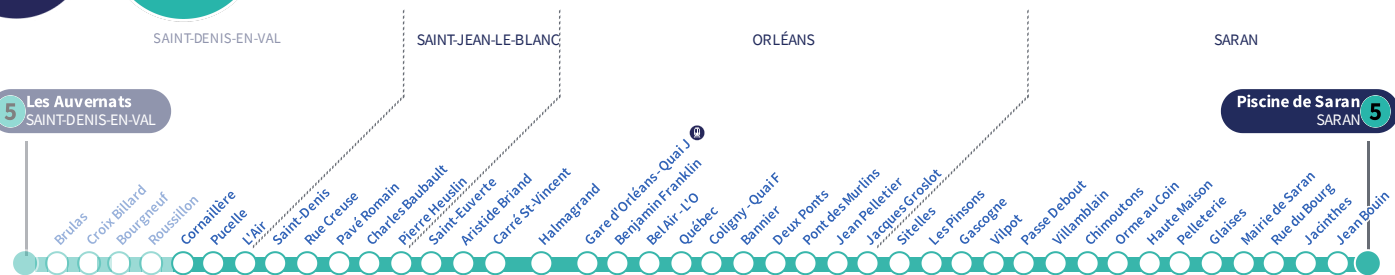 SAINT-DENIS-EN-VAL
SAINT-JEAN-LE-BLANC
ORLÉANS
SARAN
5
Les Auvernats
SAINT-DENIS-EN-VAL
Piscine de Saran
SARAN
5
Brulas
Croix Billard
Bourgneuf
Roussillon
Cornaillère
Pucelle
L'Air
Saint-Denis
Rue Creuse
Pavé Romain
Charles Baubault
Pierre Heuslin
Saint-Euverte
Aristide Briand
Carré St-Vincent
Halmagrand
Gare d'Orléans - Quai J
Benjamin Franklin
Bel Air - L'O
Québec
Coligny - Quai F
Bannier
Deux Ponts
Pont des Murlins
Jean Pelletier
Jacques Groslot
Sitelles
Les Pinsons
Gascogne
Vilpot
Passe Debout
Villamblain
Chimoutons
Orme au Coin
Haute Maison
Pelleterie
Glaises
Mairie de Saran
Rue du Bourg
Jacinthes
Jean Bouin